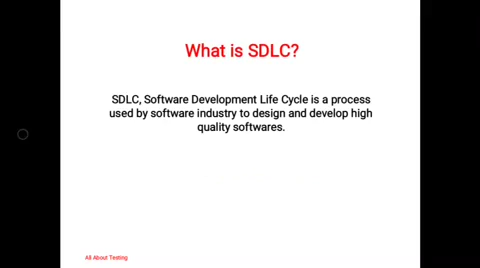 What is SDLC?
SDLC, Software Development Life Cycle is a process
used by software industry to design and develop high
quality softwares.
All About Testing